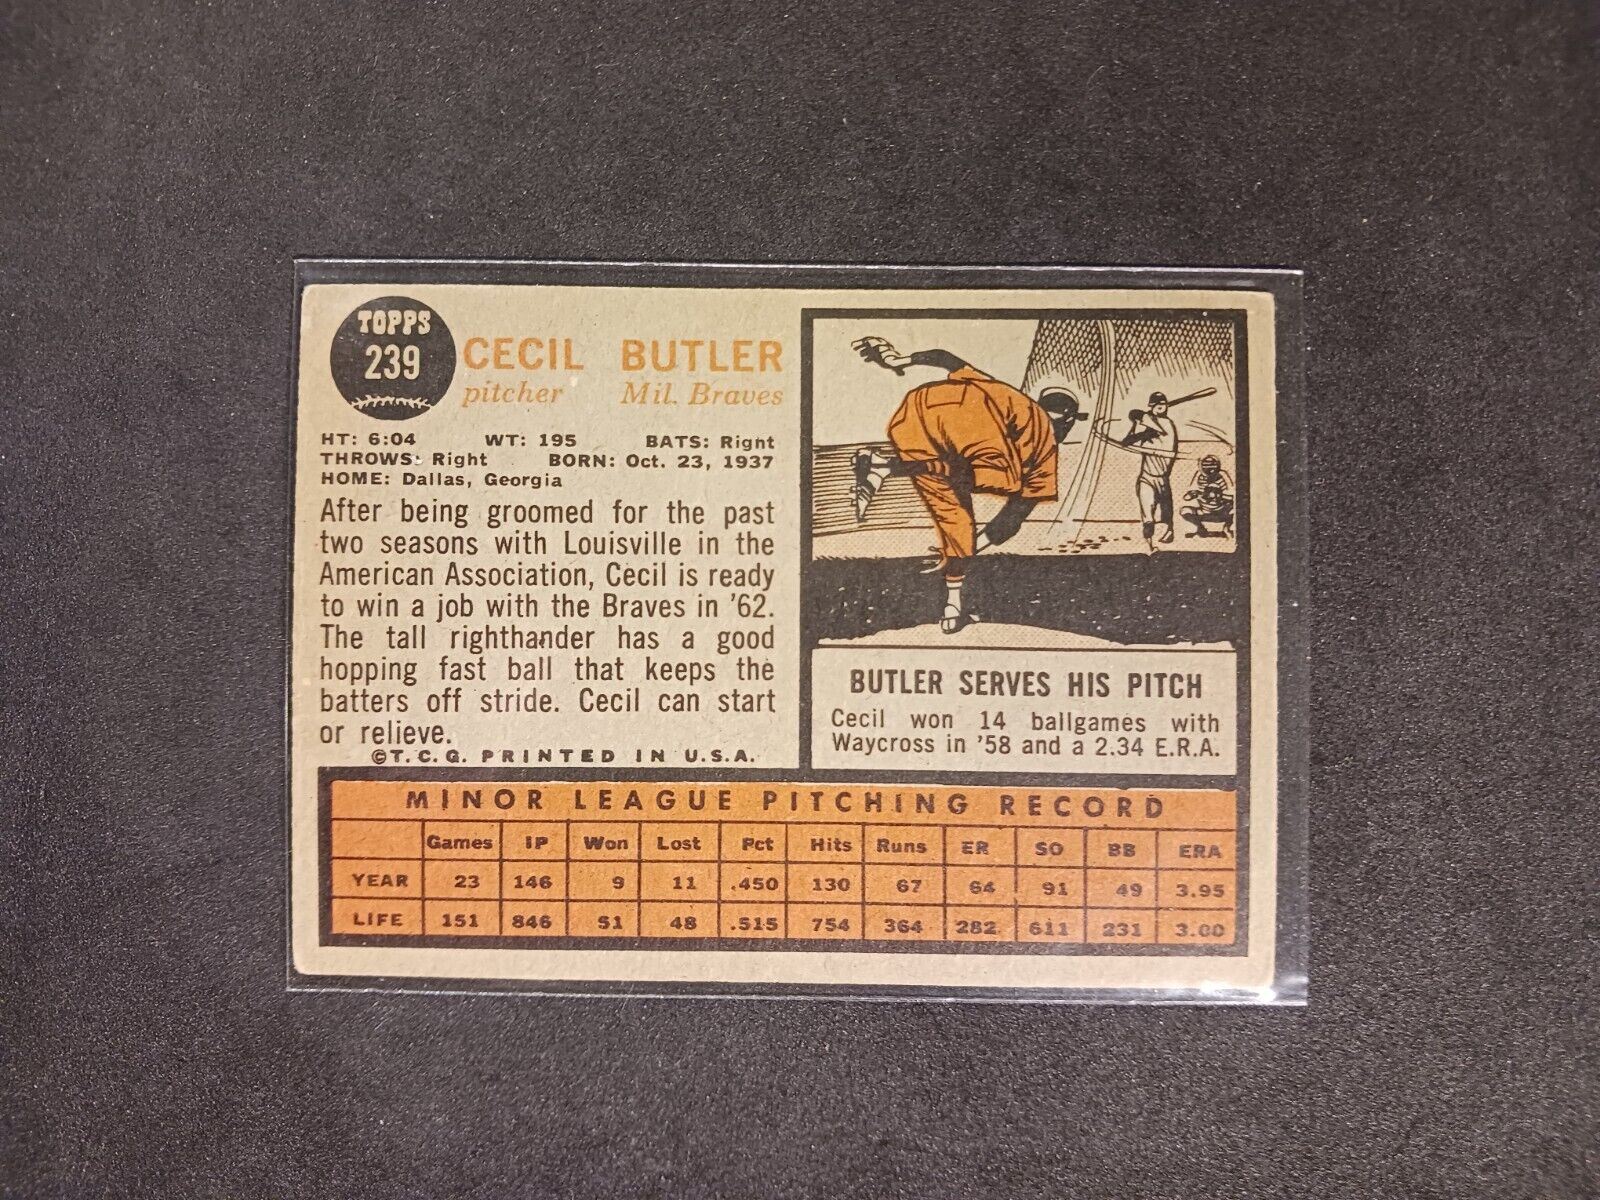 TOPPS
239
CECIL BUTLER
pitcher Mil. Braves
HT: 6:04 WT: 195 BATS: Right
THROWS: Right BORN: Oct. 23, 1937
HOME: Dallas, Georgia
After being groomed for the past
two seasons with Louisville in the
American Association, Cecil is ready
to win a job with the Braves in '62.
The tall righthander has a good
hopping fast ball that keeps the
batters off stride. Cecil can start
or relieve.
©T.C.G. PRINTED IN U.S.A.
BUTLER SERVES HIS PITCH
Cecil won 14 ballgames with
Waycross in '58 and a 2.34 E.R.A.
MINOR LEAGUE PITCHING RECORD
Games IP Won Lost Pct Hits Runs ER SO BB ERA
YEAR 23 146 9 11 .450 130 67 64 91 49 3.95
LIFE 151 846 51 48 .515 754 364 282 611 231 3.00